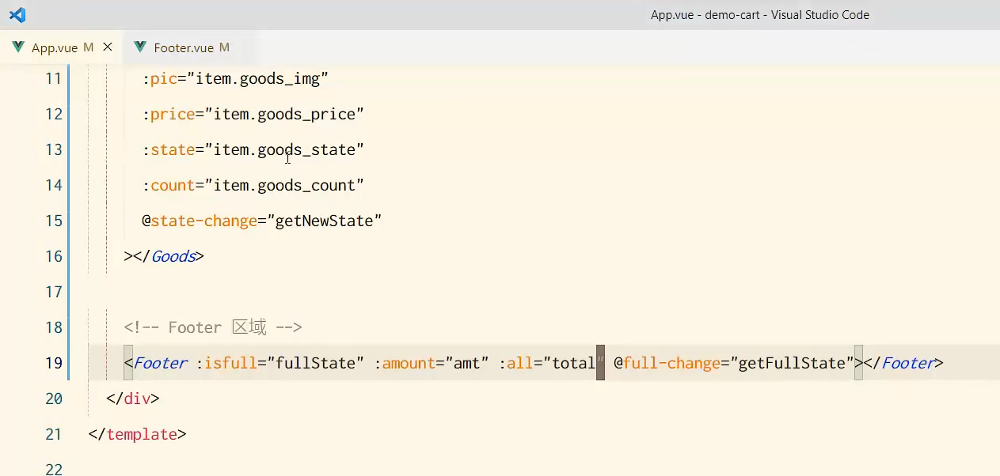 App.vue - demo-cart - Visual Studio Code
App.vue M × Footer.vue M
11 :pic="item.goods_img"
12 :price="item.goods_price"
13 :state="item.goods_state"
14 :count="item.goods_count"
15 @state-change="getNewState"
16 ></Goods>
17
18 <!-- Footer 区域 -->
19 <Footer :isfull="fullState" :amount="amt" :all="total" @full-change="getFullState"></Footer>
20 </div>
21 </template>
22